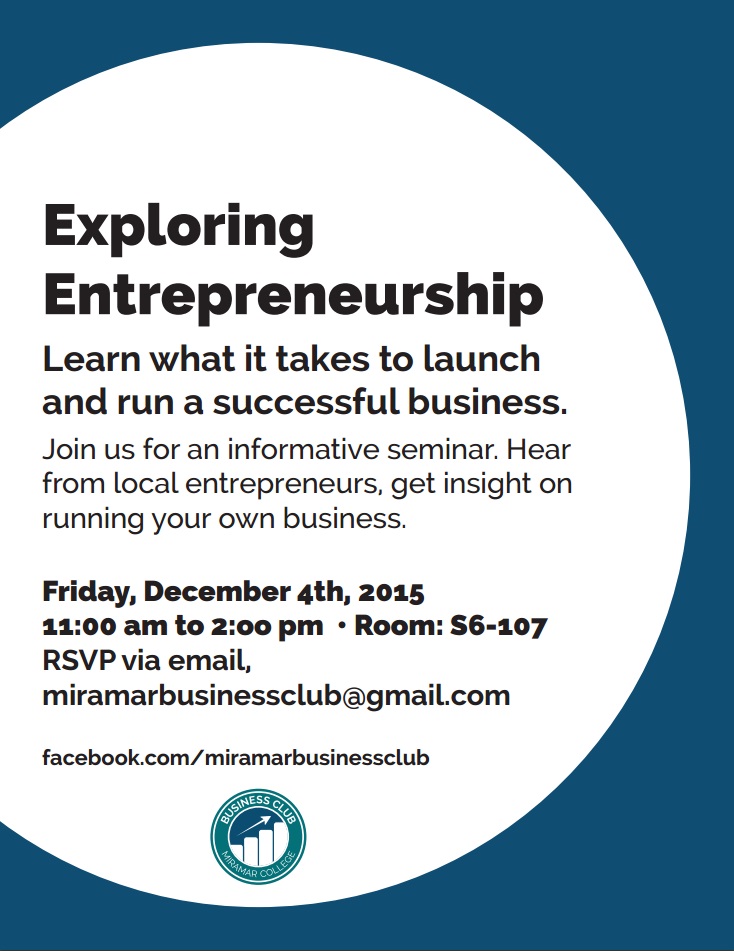 Exploring
Entrepreneurship
Learn what it takes to launch
and run a successful business.
Join us for an informative seminar. Hear
from local entrepreneurs, get insight on
running your own business.
Friday, December 4th, 2015
11:00 am to 2:oo pm • Room: S6-107
RSVP via email,
miramarbusinessclub@gmail.com
facebook.com/miramarbusinessclub
BUSINESS CLUB
MIRAMAR COLLEGE